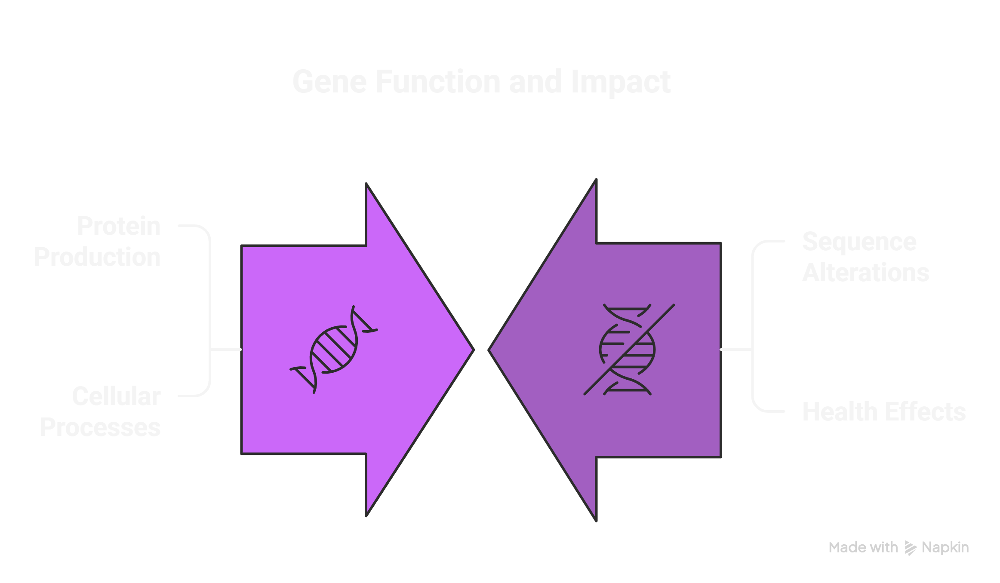 Gene Function and Impact
Protein
Production
Cellular
Processes
Sequence
Alterations
Health Effects
Made with Napkin